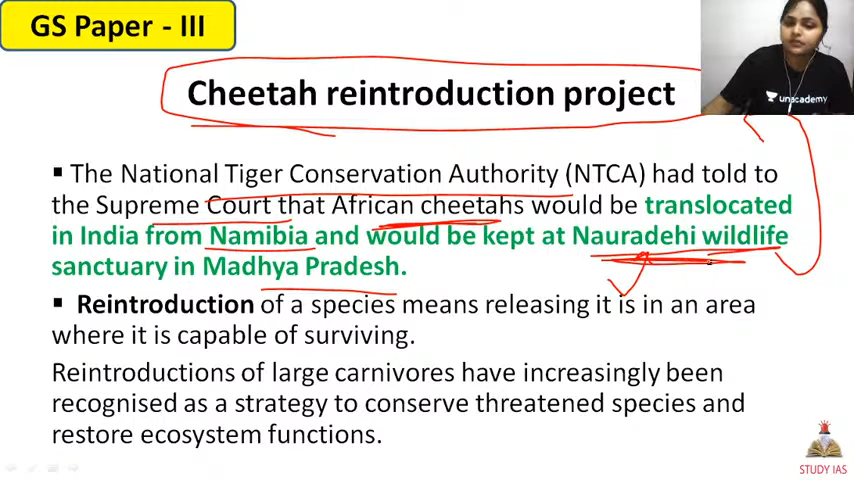 GS Paper - III
Cheetah reintroduction project
unacademy
▪ The National Tiger Conservation Authority (NTCA) had told to
the Supreme Court that African cheetahs would be translocated
in India from Namibia and would be kept at Nauradehi wildlife
sanctuary in Madhya Pradesh.
▪ Reintroduction of a species means releasing it is in an area
where it is capable of surviving.
Reintroductions of large carnivores have increasingly been
recognised as a strategy to conserve threatened species and
restore ecosystem functions.
STUDY IAS